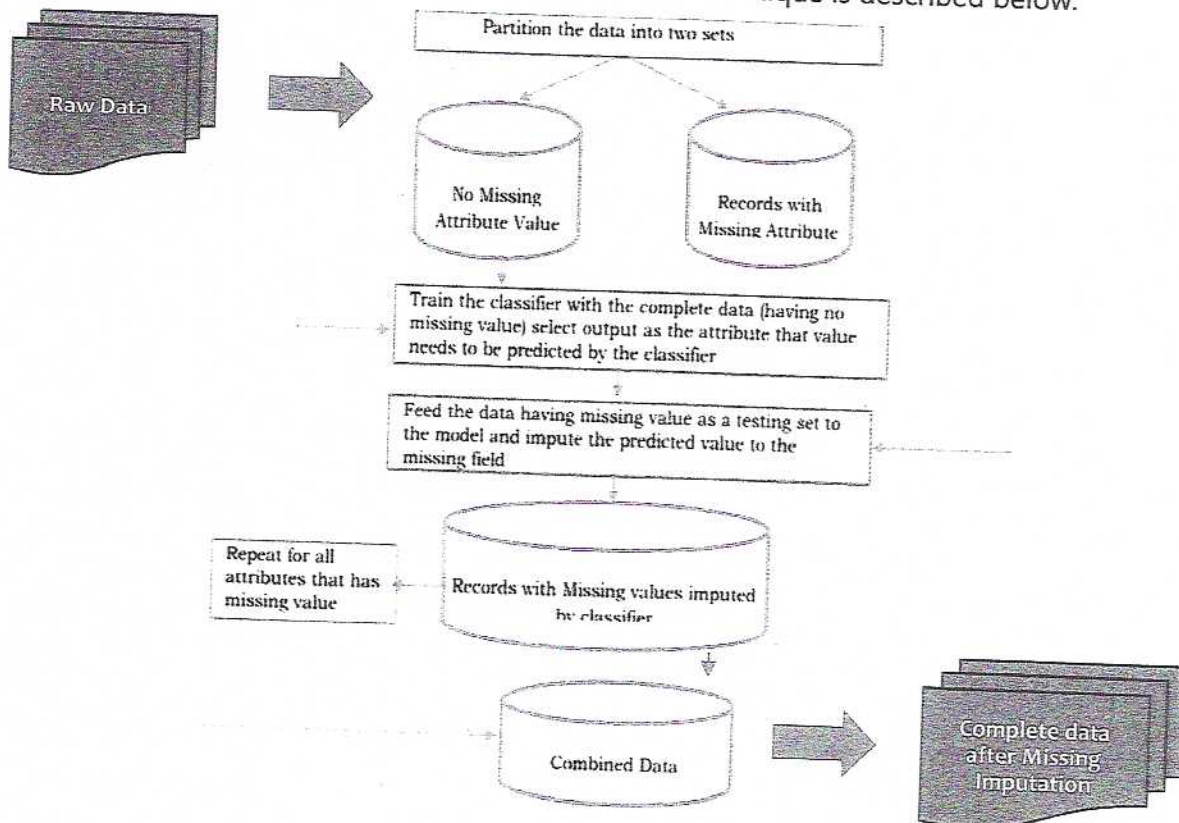 is described below.
Partition the data into two sets
Raw Data
No Missing
Attribute Value
Records with
Missing Attribute
Train the classifier with the complete data (having no
missing value) select output as the attribute that value
needs to be predicted by the classifier
Feed the data having missing value as a testing set to
the model and impute the predicted value to the
missing field
Repeat for all
attributes that has
missing value
Records with Missing values imputed
by classifier
Combined Data
Complete data
after Missing
Imputation